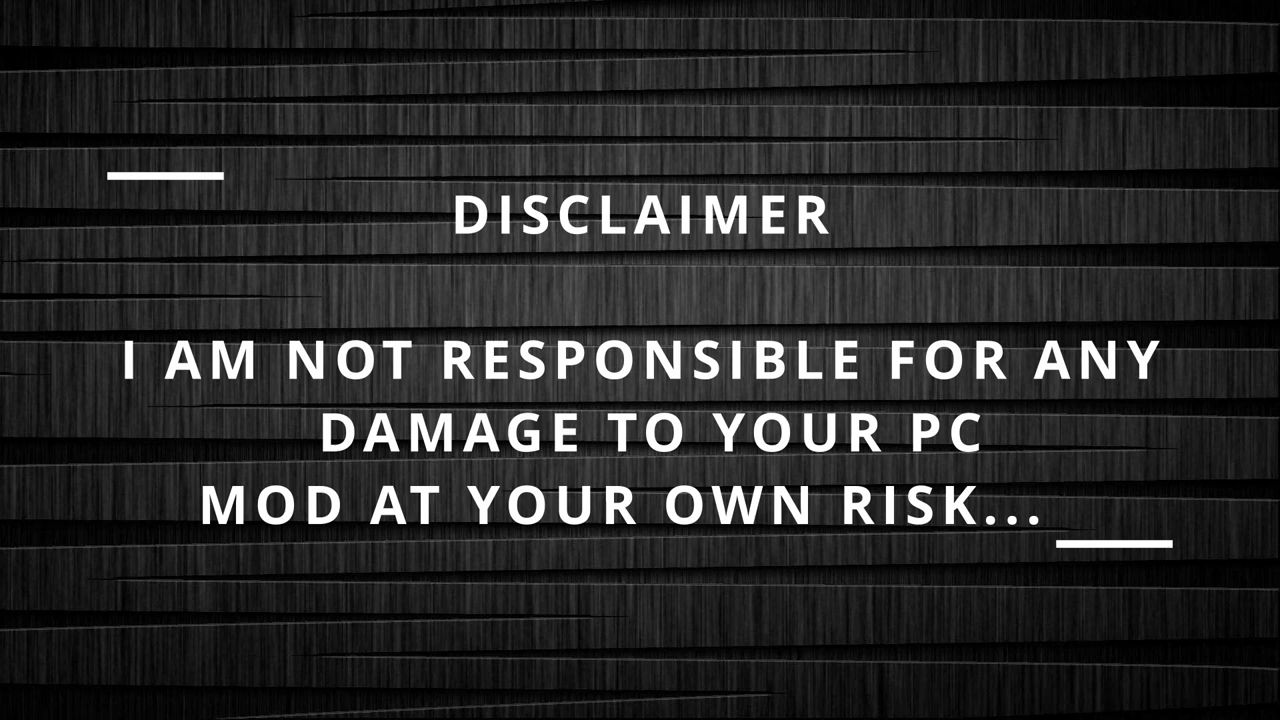 DISCLAIMER
I AM NOT RESPONSIBLE FOR ANY
DAMAGE TO YOUR PC
MOD AT YOUR OWN RISK...